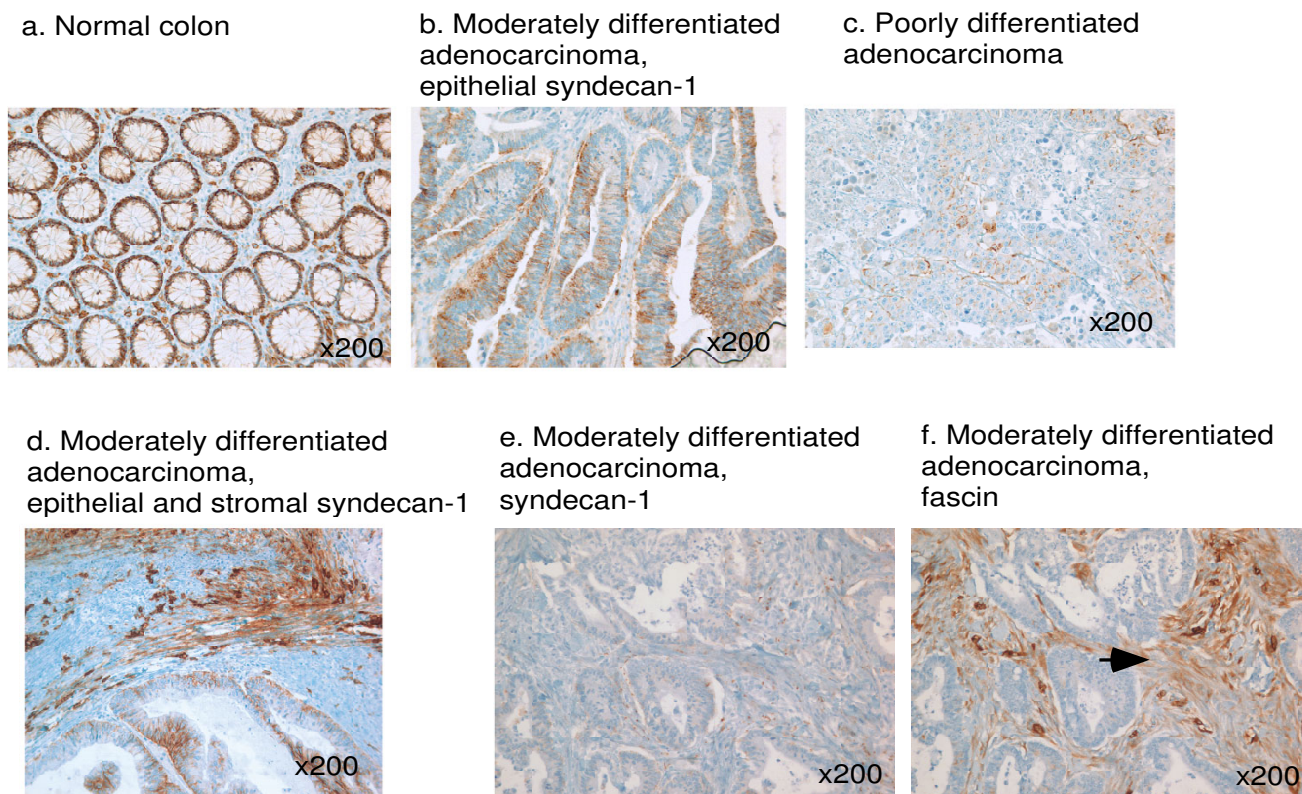 a. Normal colon
b. Moderately differentiated
adenocarcinoma,
epithelial syndecan-1
c. Poorly differentiated
adenocarcinoma
x200
x200
x200
d. Moderately differentiated
adenocarcinoma,
epithelial and stromal syndecan-1
e. Moderately differentiated
adenocarcinoma,
syndecan-1
f. Moderately differentiated
adenocarcinoma,
fascin
x200
x200
x200